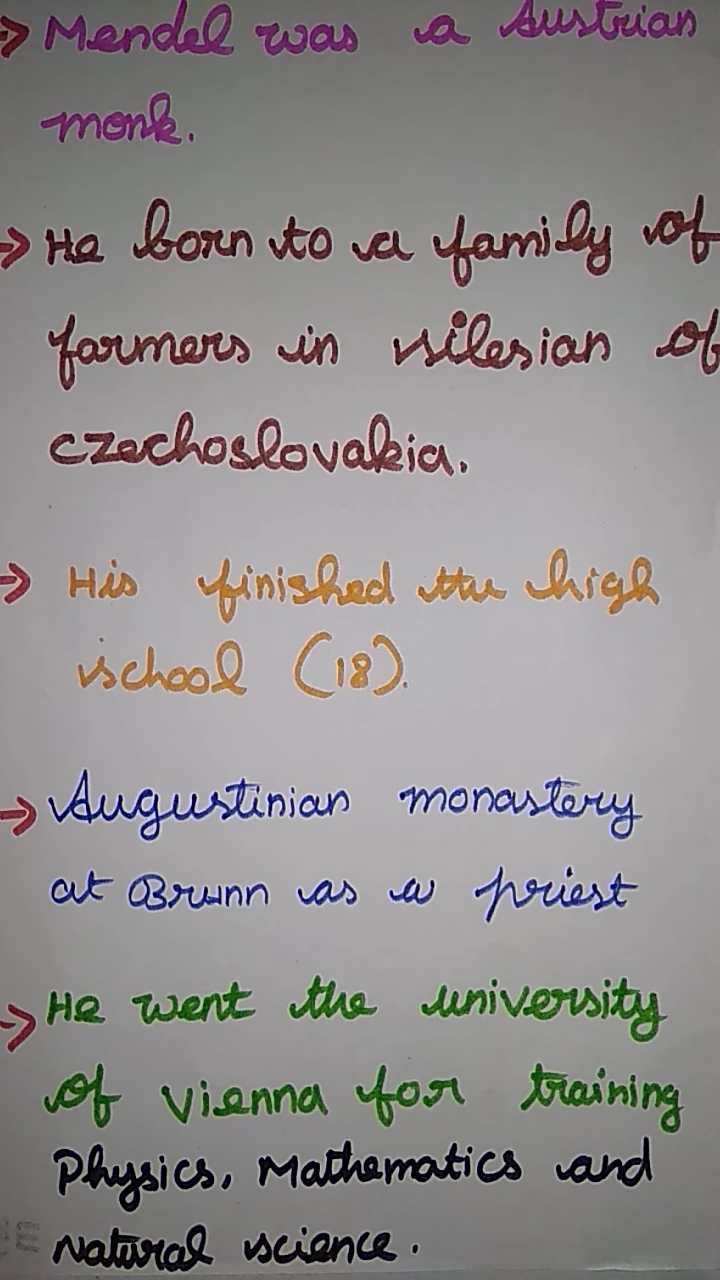 → Mendel was a Austrian
monk.
→ He born to a family of
farmers in silesian of
czechoslovakia.
→ His finished the high
school (18).
→ Augustinian monastery
at Brunn as a priest
→ He went the university
of vienna for training
Physics, Mathematics and
Natural science.